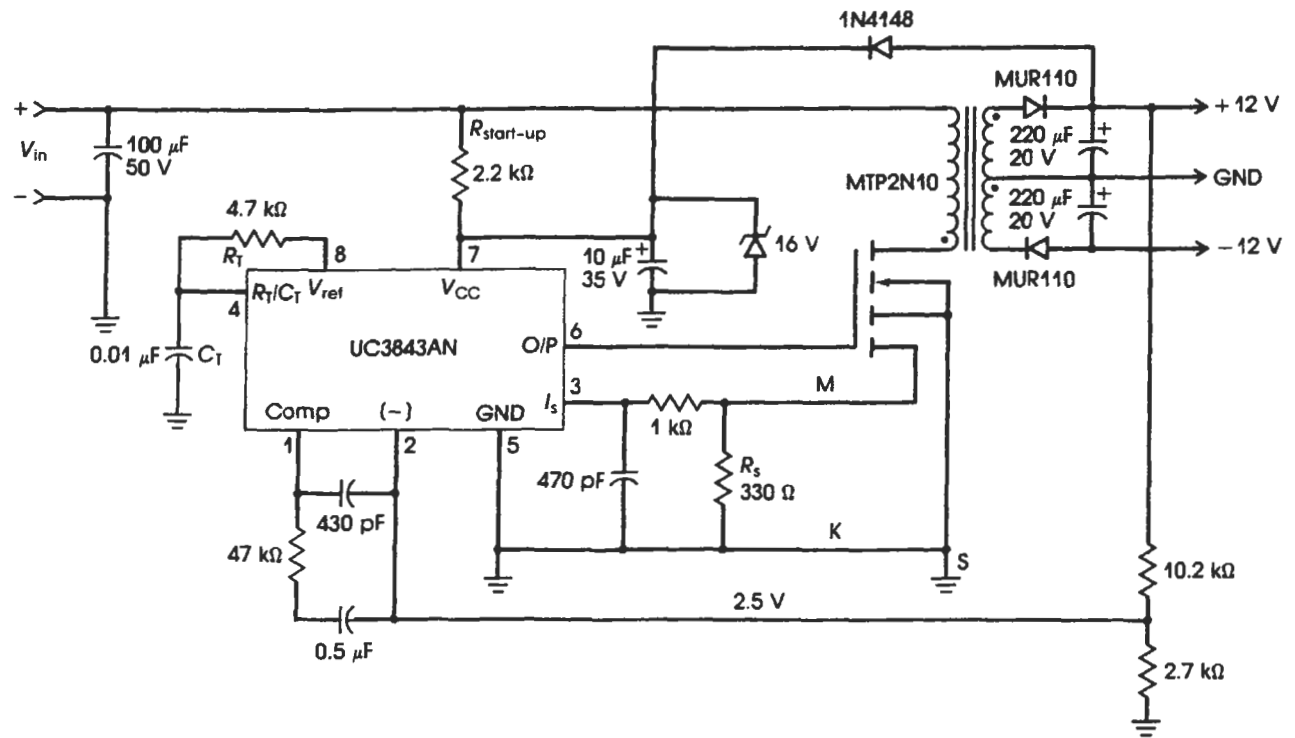 1N4148
MUR110
+
+ 12 V
R_start-up
V_in
100 μF
50 V
2.2 kΩ
220 μF
+
20 V
MTP2N10
GND
−
4.7 kΩ
220 μF
+
20 V
R_T
8
7
10 μF
+
35 V
16 V
− 12 V
MUR110
R_T/C_T
V_ref
V_CC
4
6
0.01 μF
C_T
UC3843AN
O/P
3
M
Comp
(−)
GND
I_s
1 kΩ
1
2
5
470 pF
R_s
330 Ω
430 pF
K
47 kΩ
S
10.2 kΩ
2.5 V
0.5 μF
2.7 kΩ